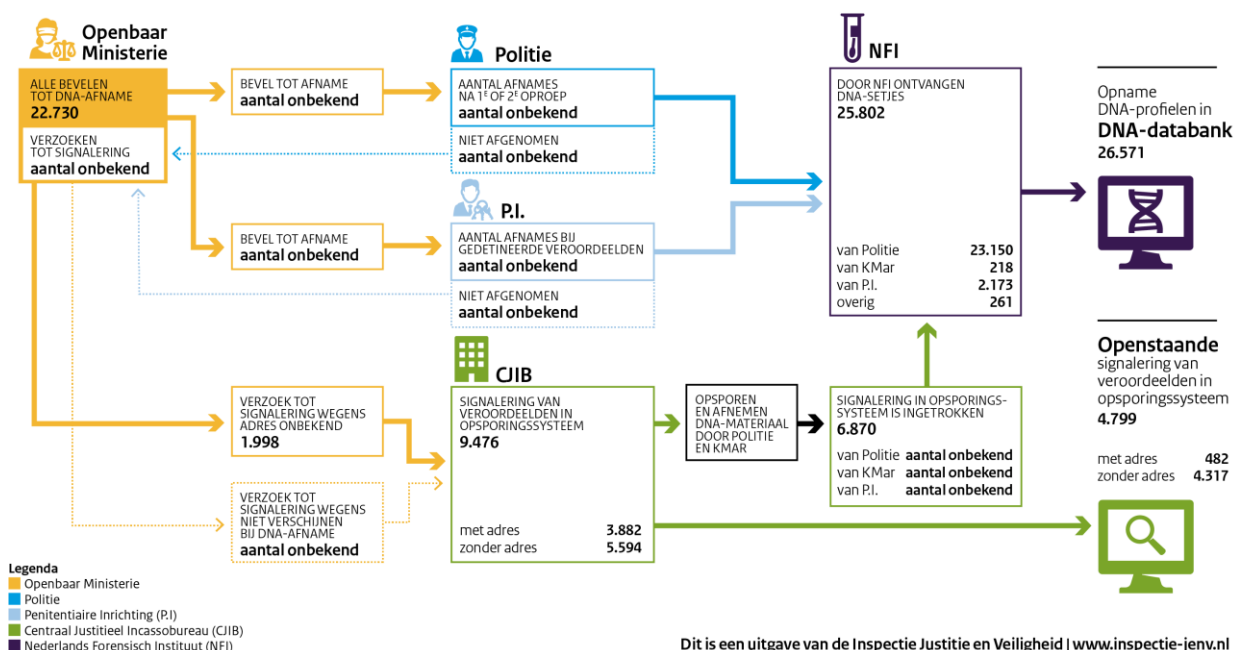 Openbaar
Ministerie
ALLE BEVELEN
TOT DNA-AFNAME
22.730
VERZOEKEN
TOT SIGNALERING
aantal onbekend
BEVEL TOT AFNAME
aantal onbekend
Politie
AANTAL AFNAMES
NA 1E OF 2E OPROEP
aantal onbekend
NIET AFGENOMEN
aantal onbekend
BEVEL TOT AFNAME
aantal onbekend
P.I.
AANTAL AFNAMES BIJ
GEDETINEERDE VEROORDEELDEN
aantal onbekend
NIET AFGENOMEN
aantal onbekend
NFI
DOOR NFI ONTVANGEN
DNA-SETJES
25.802
van Politie 23.150
van KMar 218
van P.I. 2.173
overig 261
Opname
DNA-profielen in
DNA-databank
26.571
VERZOEK TOT
SIGNALERING WEGENS
ADRES ONBEKEND
1.998
VERZOEK TOT
SIGNALERING WEGENS
NIET VERSCHIJNEN
BIJ DNA-AFNAME
aantal onbekend
CJIB
SIGNALERING VAN
VEROORDEELDEN IN
OPSPORINGSSYSTEEM
9.476
met adres 3.882
zonder adres 5.594
OPSPOREN
EN AFNEMEN
DNA-MATERIAAL
DOOR POLITIE
EN KMAR
SIGNALERING IN OPSPORINGS-
SYSTEEM IS INGETROKKEN
6.870
van Politie aantal onbekend
van KMar aantal onbekend
van P.I. aantal onbekend
Openstaande
signalering van
veroordeelden in
opsporingssysteem
4.799
met adres 482
zonder adres 4.317
Legenda
Openbaar Ministerie
Politie
Penitentiaire Inrichting (P.I)
Centraal Justitieel Incassobureau (CJIB)
Nederlands Forensisch Instituut (NFI)
Dit is een uitgave van de Inspectie Justitie en Veiligheid | www.inspectie-jenv.nl